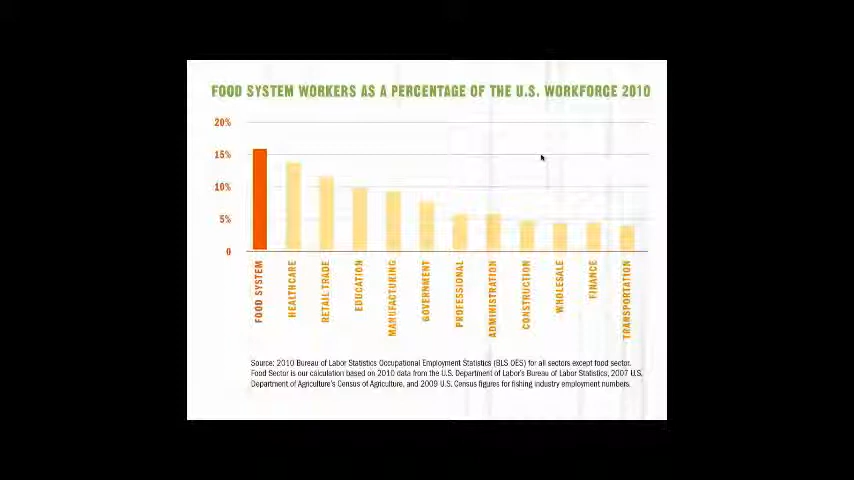 FOOD SYSTEM WORKERS AS A PERCENTAGE OF THE U.S. WORKFORCE 2010
20%
15%
10%
5%
0
FOOD SYSTEM
HEALTHCARE
RETAIL TRADE
EDUCATION
MANUFACTURING
GOVERNMENT
PROFESSIONAL
ADMINISTRATION
CONSTRUCTION
WHOLESALE
FINANCE
TRANSPORTATION
Source: 2010 Bureau of Labor Statistics Occupational Employment Statistics (BLS OES) for all sectors except food sector.
Food Sector is our calculation based on 2010 data from the U.S. Department of Labor's Bureau of Labor Statistics, 2007 U.S.
Department of Agriculture's Census of Agriculture, and 2009 U.S. Census figures for fishing industry employment numbers.